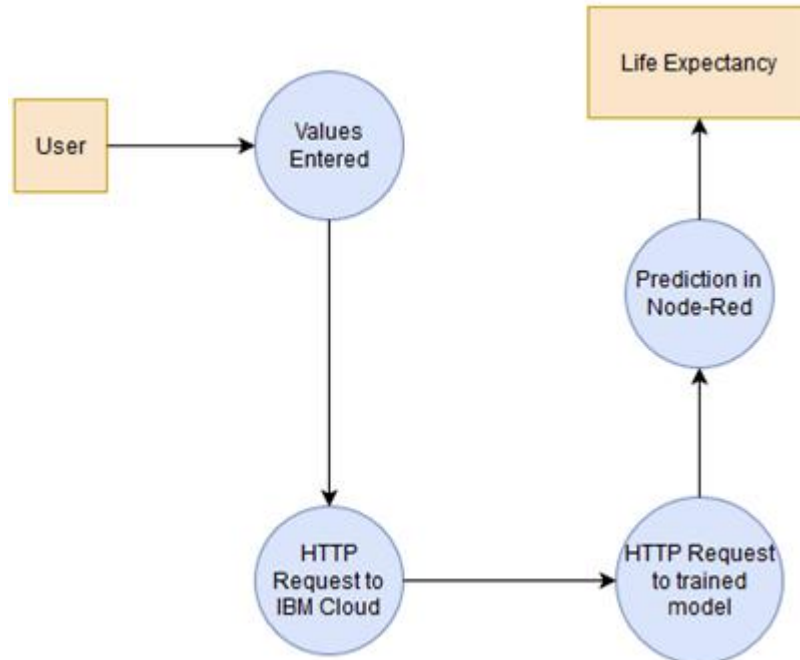 User
Values
Entered
HTTP
Request to
IBM Cloud
HTTP Request
to trained
model
Prediction in
Node-Red
Life Expectancy